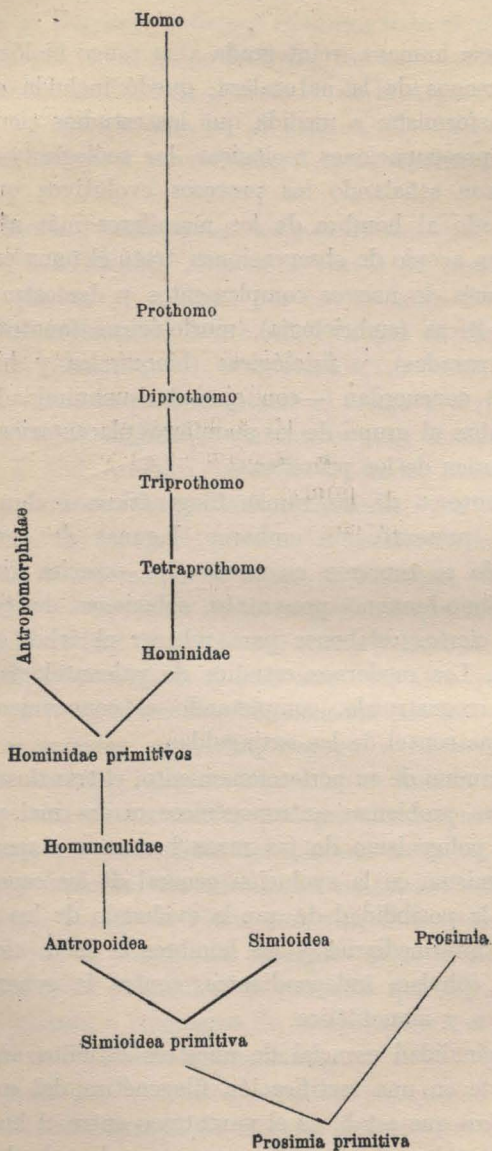 Homo
Prothomo
Diprothomo
Triprothomo
Tetraprothomo
Antropomorphidae
Hominidae
Hominidae primitivos
Homunculidae
Antropoidea
Simioidea
Prosimia
Simioidea primitiva
Prosimia primitiva